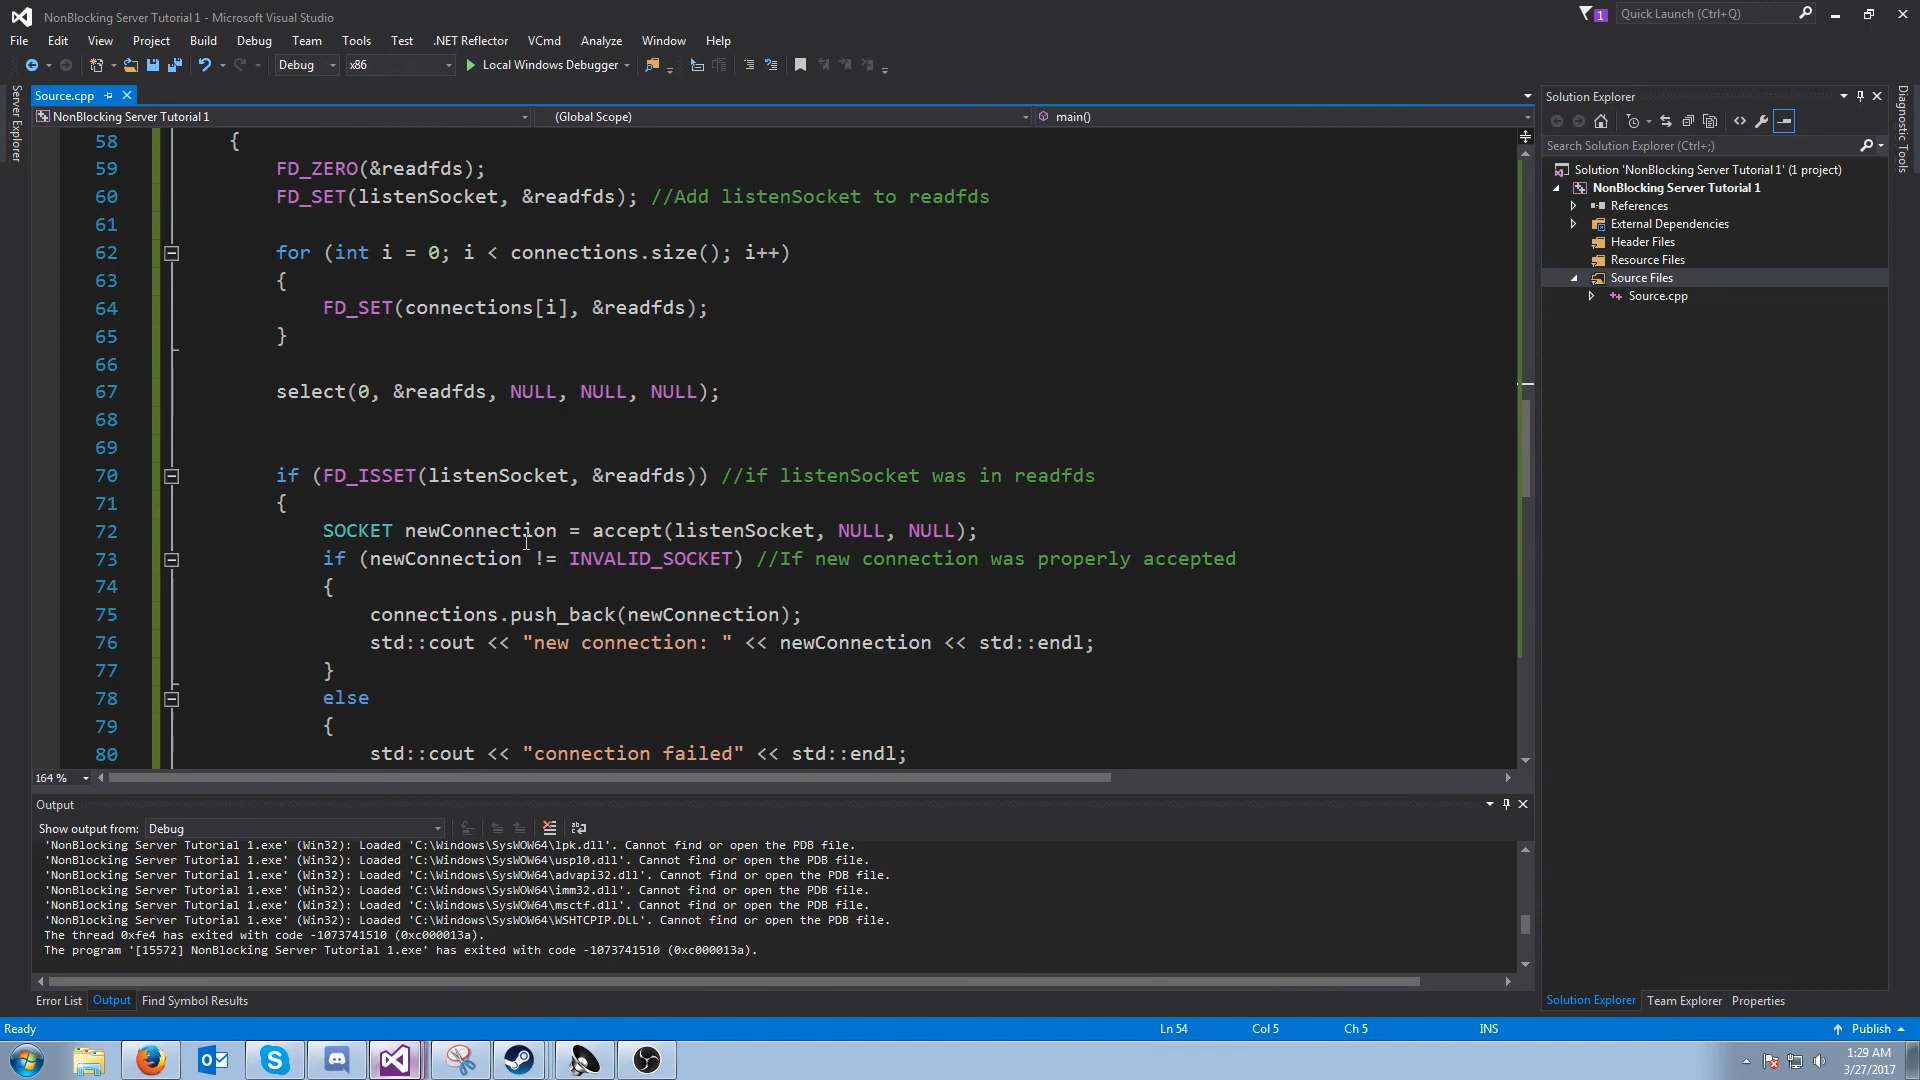 NonBlocking Server Tutorial 1 - Microsoft Visual Studio
1
Quick Launch (Ctrl+Q)
File Edit View Project Build Debug Team Tools Test .NET Reflector VCmd Analyze Window Help
Debug x86 Local Windows Debugger
Server Explorer
Source.cpp
NonBlocking Server Tutorial 1 (Global Scope) main()
58 {
59 FD_ZERO(&readfds);
60 FD_SET(listenSocket, &readfds); //Add listenSocket to readfds
61
62 for (int i = 0; i < connections.size(); i++)
63 {
64 FD_SET(connections[i], &readfds);
65 }
66
67 select(0, &readfds, NULL, NULL, NULL);
68
69
70 if (FD_ISSET(listenSocket, &readfds)) //if listenSocket was in readfds
71 {
72 SOCKET newConnection = accept(listenSocket, NULL, NULL);
73 if (newConnection != INVALID_SOCKET) //If new connection was properly accepted
74 {
75 connections.push_back(newConnection);
76 std::cout << "new connection: " << newConnection << std::endl;
77 }
78 else
79 {
80 std::cout << "connection failed" << std::endl;
164 %
Solution Explorer
Search Solution Explorer (Ctrl+;)
Solution 'NonBlocking Server Tutorial 1' (1 project)
NonBlocking Server Tutorial 1
References
External Dependencies
Header Files
Resource Files
Source Files
Source.cpp
Diagnostic Tools
Output
Show output from: Debug
'NonBlocking Server Tutorial 1.exe' (Win32): Loaded 'C:\Windows\SysWOW64\lpk.dll'. Cannot find or open the PDB file.
'NonBlocking Server Tutorial 1.exe' (Win32): Loaded 'C:\Windows\SysWOW64\usp10.dll'. Cannot find or open the PDB file.
'NonBlocking Server Tutorial 1.exe' (Win32): Loaded 'C:\Windows\SysWOW64\advapi32.dll'. Cannot find or open the PDB file.
'NonBlocking Server Tutorial 1.exe' (Win32): Loaded 'C:\Windows\SysWOW64\imm32.dll'. Cannot find or open the PDB file.
'NonBlocking Server Tutorial 1.exe' (Win32): Loaded 'C:\Windows\SysWOW64\msctf.dll'. Cannot find or open the PDB file.
'NonBlocking Server Tutorial 1.exe' (Win32): Loaded 'C:\Windows\SysWOW64\WSHTCPIP.DLL'. Cannot find or open the PDB file.
The thread 0xfe4 has exited with code -1073741510 (0xc000013a).
The program '[15572] NonBlocking Server Tutorial 1.exe' has exited with code -1073741510 (0xc000013a).
Error List Output Find Symbol Results
Solution Explorer Team Explorer Properties
Ready Ln 54 Col 5 Ch 5 INS Publish
1:29 AM
3/27/2017